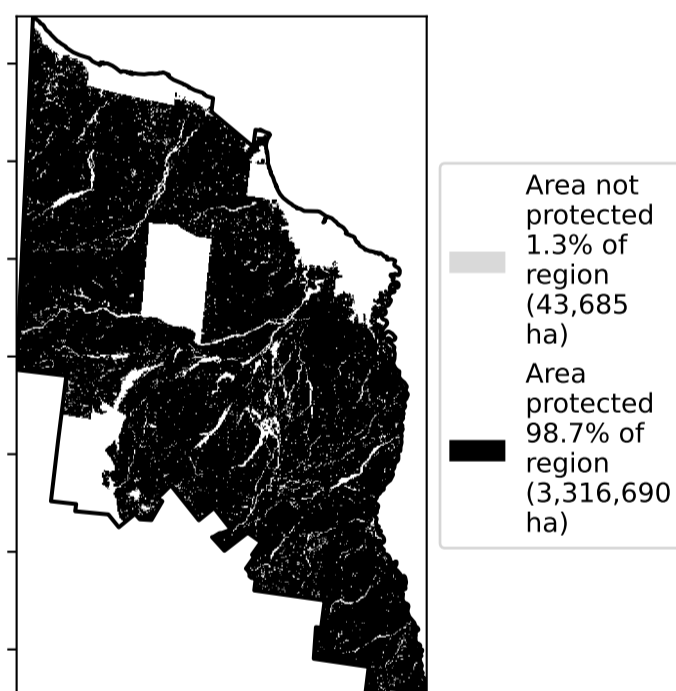 Area not
protected
1.3% of
region
(43,685
ha)
Area
protected
98.7% of
region
(3,316,690
ha)